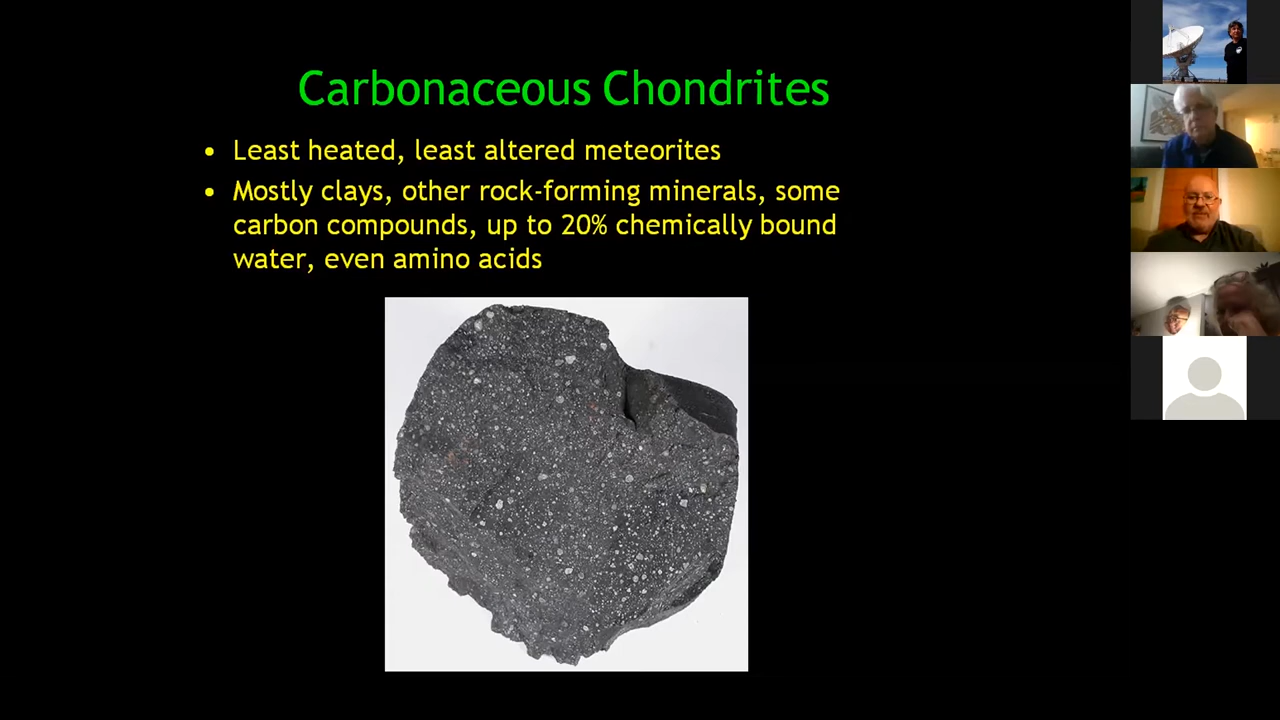 Carbonaceous Chondrites
• Least heated, least altered meteorites
• Mostly clays, other rock-forming minerals, some
carbon compounds, up to 20% chemically bound
water, even amino acids